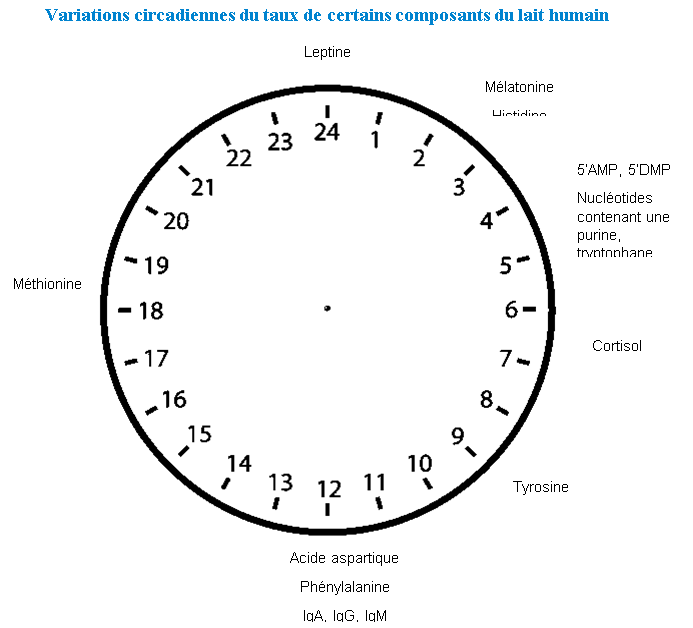 Variations circadiennes du taux de certains composants du lait humain
Leptine
Mélatonine
Histidine
5'AMP, 5'DMP
Nucléotides
contenant une
purine,
tryptophane
Méthionine
Cortisol
Tyrosine
24
1
2
3
4
5
6
7
8
9
10
11
12
13
14
15
16
17
18
19
20
21
22
23
Acide aspartique
Phénylalanine
IgA, IgG, IgM